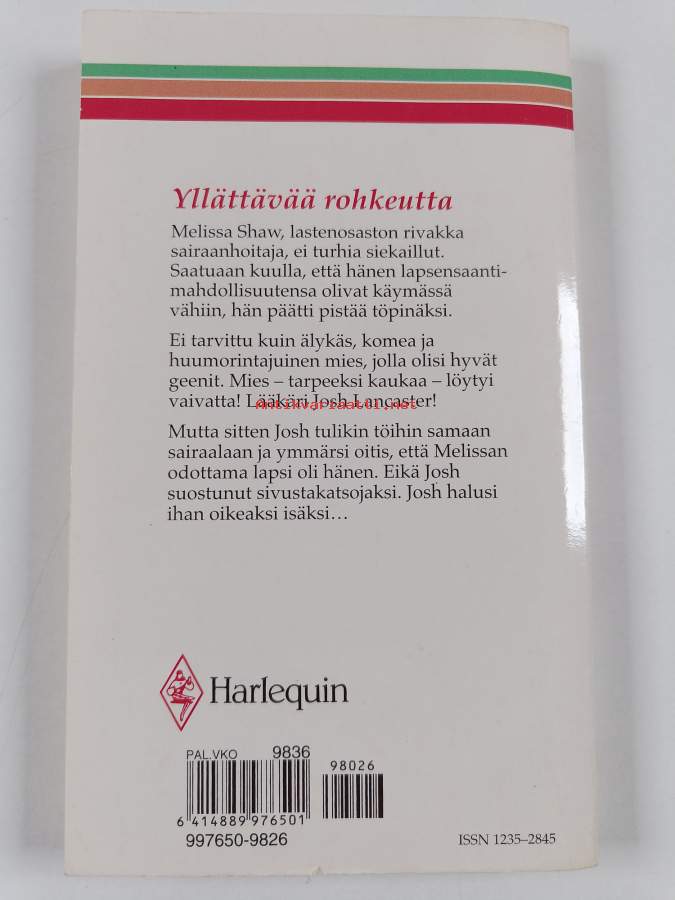 Yllättävää rohkeutta
Melissa Shaw, lastenosaston rivakka
sairaanhoitaja, ei turhia siekaillut.
Saatuaan kuulla, että hänen lapsensaanti-
mahdollisuutensa olivat käymässä
vähiin, hän päätti pistää töpinäksi.
Ei tarvittu kuin älykäs, komea ja
huumorintajuinen mies, jolla olisi hyvät
geenit. Mies – tarpeeksi kaukaa – löytyi
vaivatta! Lääkäri Josh Lancaster!
Antikvariaatti.net
Mutta sitten Josh tulikin töihin samaan
sairaalaan ja ymmärsi oitis, että Melissan
odottama lapsi oli hänen. Eikä Josh
suostunut sivustakatsojaksi. Josh halusi
ihan oikeaksi isäksi…
Harlequin
PAL.VKO 9836
98026
6 414889 976501
997650-9826
ISSN 1235–2845